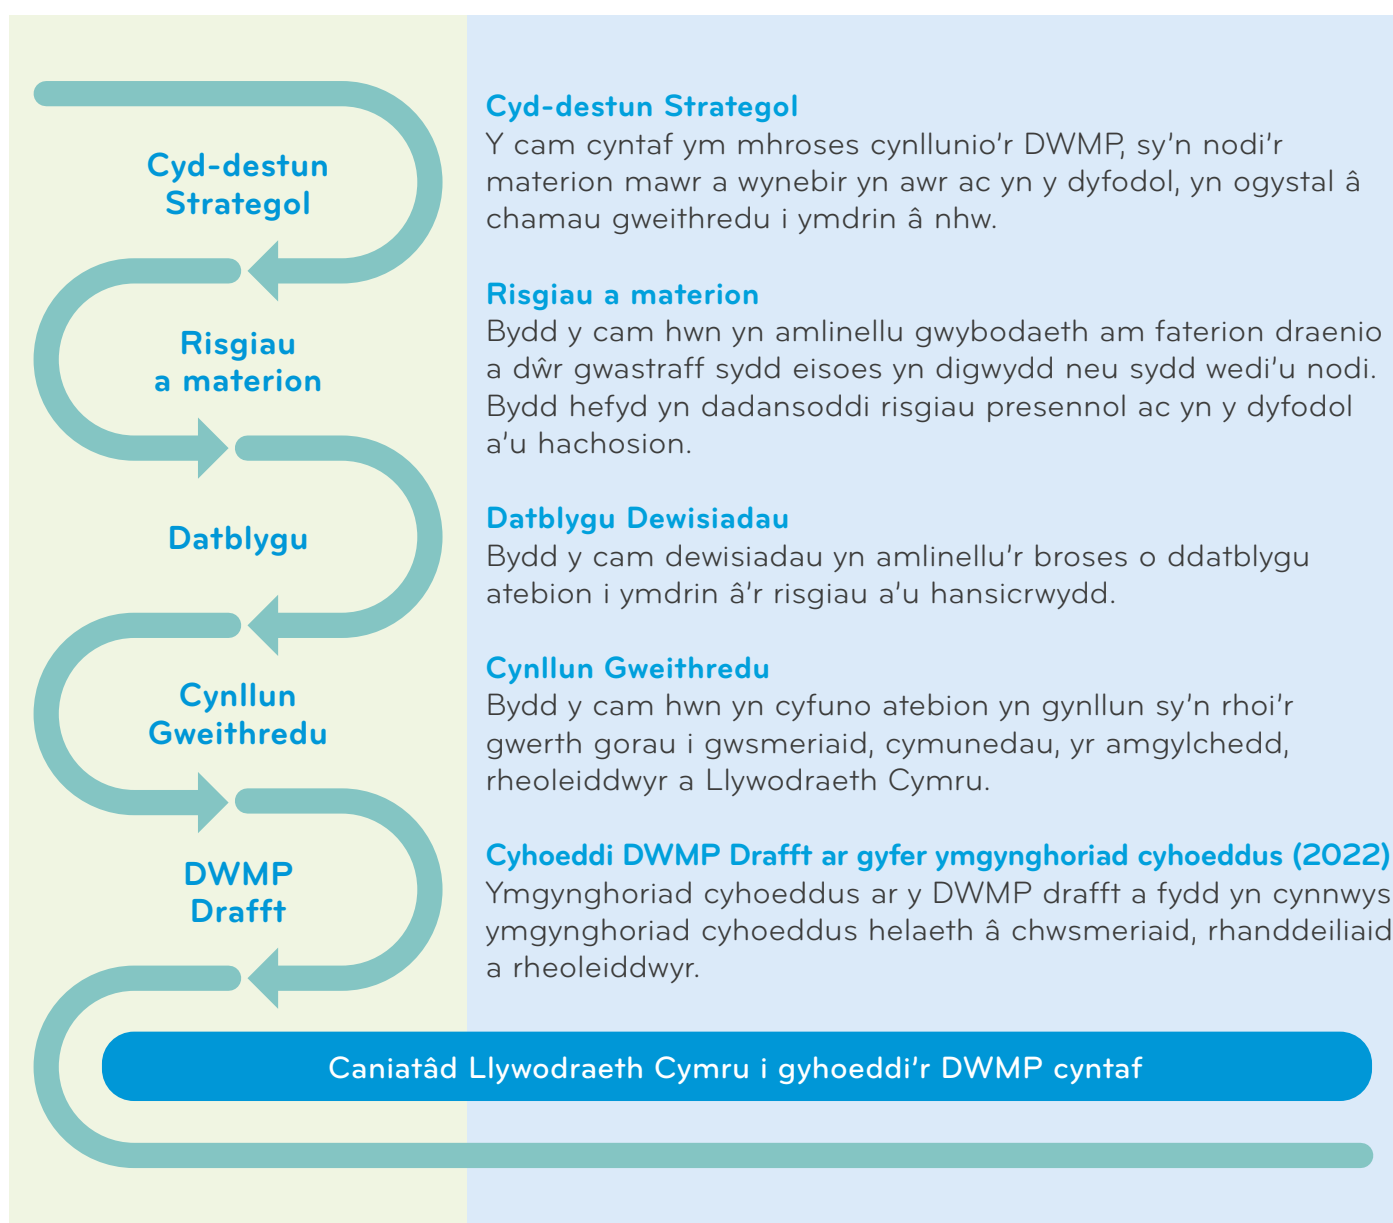 Cyd-destun
Strategol
Risgiau
a materion
Datblygu
Cynllun
Gweithredu
DWMP
Drafft
Cyd-destun Strategol
Y cam cyntaf ym mhroses cynllunio'r DWMP, sy'n nodi'r
materion mawr a wynebir yn awr ac yn y dyfodol, yn ogystal â
chamau gweithredu i ymdrin â nhw.
Risgiau a materion
Bydd y cam hwn yn amlinellu gwybodaeth am faterion draenio
a dŵr gwastraff sydd eisoes yn digwydd neu sydd wedi'u nodi.
Bydd hefyd yn dadansoddi risgiau presennol ac yn y dyfodol
a'u hachosion.
Datblygu Dewisiadau
Bydd y cam dewisiadau yn amlinellu'r broses o ddatblygu
atebion i ymdrin â'r risgiau a'u hansicrwydd.
Cynllun Gweithredu
Bydd y cam hwn yn cyfuno atebion yn gynllun sy'n rhoi'r
gwerth gorau i gwsmeriaid, cymunedau, yr amgylchedd,
rheoleiddwyr a Llywodraeth Cymru.
Cyhoeddi DWMP Drafft ar gyfer ymgynghoriad cyhoeddus (2022)
Ymgynghoriad cyhoeddus ar y DWMP drafft a fydd yn cynnwys
ymgynghoriad cyhoeddus helaeth â chwsmeriaid, rhanddeiliaid
a rheoleiddwyr.
Caniatâd Llywodraeth Cymru i gyhoeddi'r DWMP cyntaf